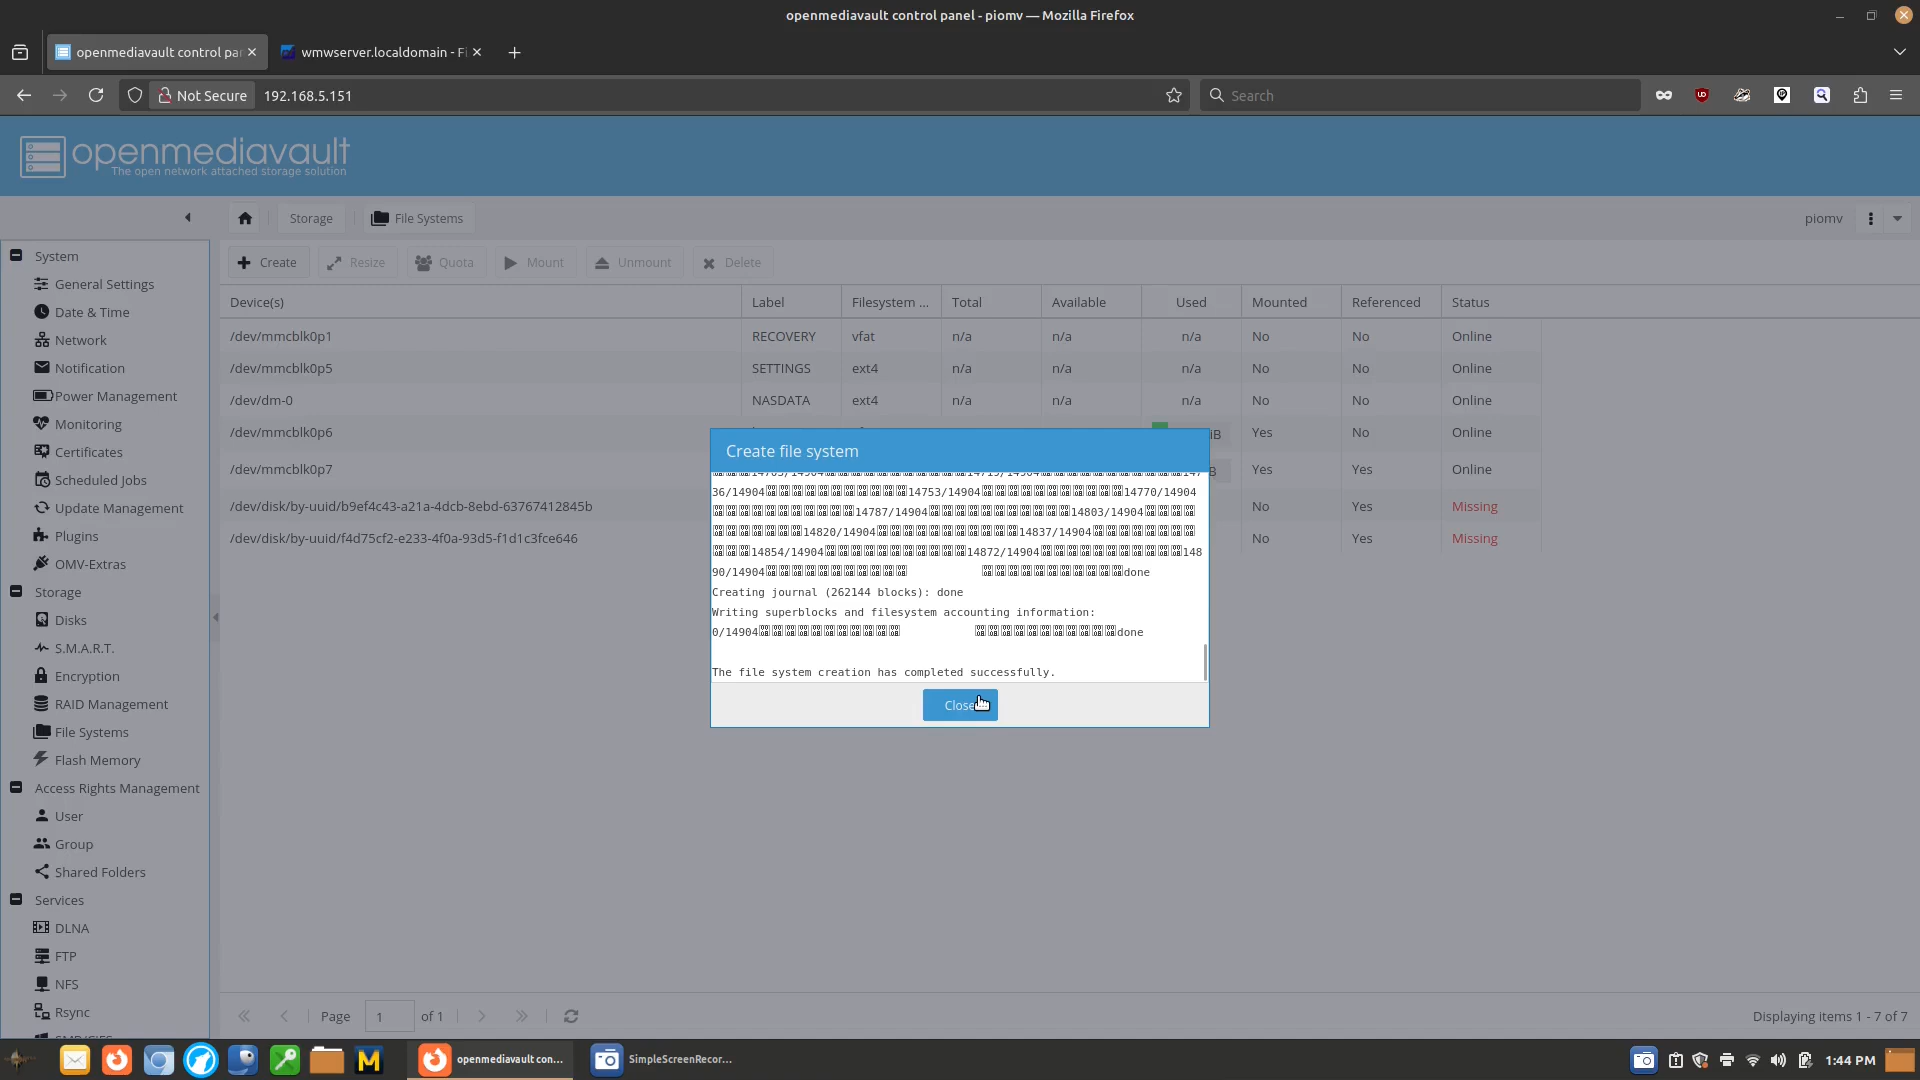 openmediavault control panel - piomv — Mozilla Firefox
openmediavault control pa
wmwserver.localdomain - F
Not Secure
192.168.5.151
Search
openmediavault
The open network attached storage solution
Storage
File Systems
piomv
System
General Settings
Date & Time
Network
Notification
Power Management
Monitoring
Certificates
Scheduled Jobs
Update Management
Plugins
OMV-Extras
Storage
Disks
S.M.A.R.T.
Encryption
RAID Management
File Systems
Flash Memory
Access Rights Management
User
Group
Shared Folders
Services
DLNA
FTP
NFS
Rsync
Create Resize Quota Mount Unmount Delete
Device(s) Label Filesystem ... Total Available Used Mounted Referenced Status
/dev/mmcblk0p1 RECOVERY vfat n/a n/a n/a No No Online
/dev/mmcblk0p5 SETTINGS ext4 n/a n/a n/a No No Online
/dev/dm-0 NASDATA ext4 n/a n/a n/a No No Online
/dev/mmcblk0p6 iB Yes No Online
/dev/mmcblk0p7 B Yes Yes Online
/dev/disk/by-uuid/b9ef4c43-a21a-4dcb-8ebd-63767412845b No Yes Missing
/dev/disk/by-uuid/f4d75cf2-e233-4f0a-93d5-f1d1c3fce646 No Yes Missing
Create file system
36/14904 14753/14904 14770/14904
14787/14904 14803/14904
14820/14904 14837/14904
14854/14904 14872/14904 148
90/14904 done
Creating journal (262144 blocks): done
Writing superblocks and filesystem accounting information:
0/14904 done
The file system creation has completed successfully.
Close
Page 1 of 1
Displaying items 1 - 7 of 7
openmediavault con...
SimpleScreenRecor...
1:44 PM